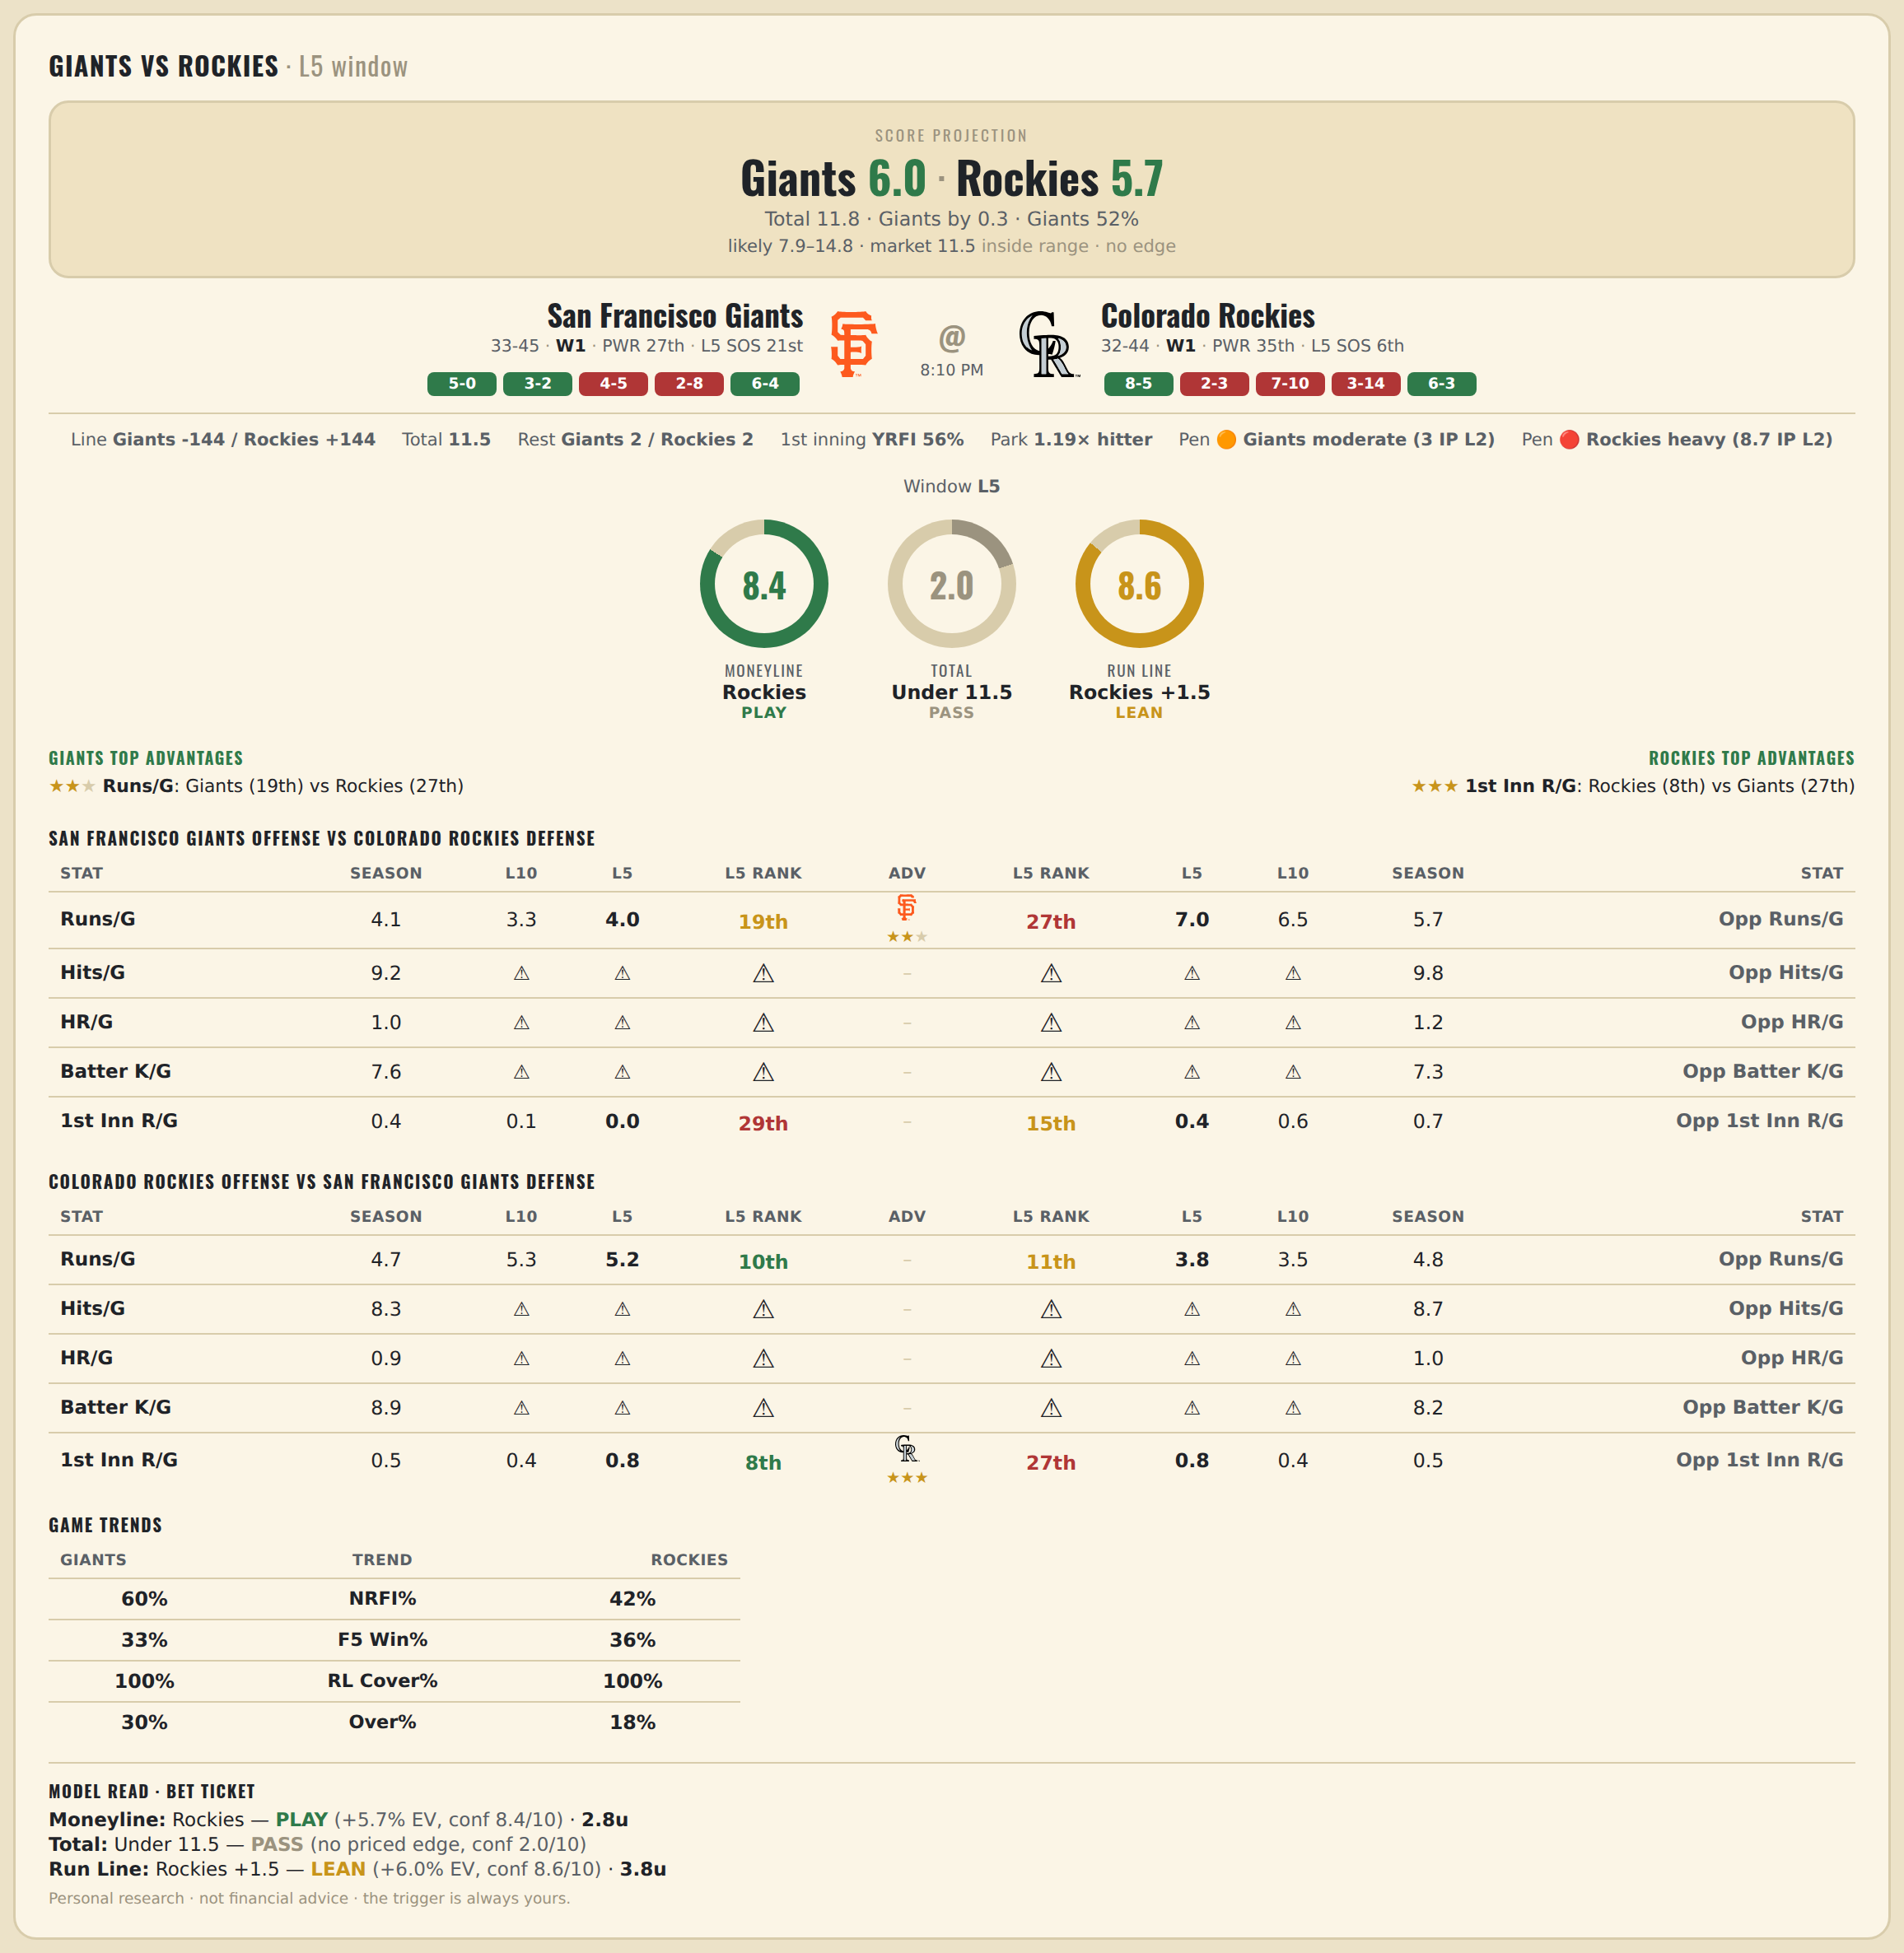 GIANTS VS ROCKIES · L5 window
SCORE PROJECTION
Giants 6.0 · Rockies 5.7
Total 11.8 · Giants by 0.3 · Giants 52%
likely 7.9–14.8 · market 11.5 inside range · no edge
San Francisco Giants
33-45 · W1 · PWR 27th · L5 SOS 21st
5-0 3-2 4-5 2-8 6-4
SF
@
8:10 PM
CR
Colorado Rockies
32-44 · W1 · PWR 35th · L5 SOS 6th
8-5 2-3 7-10 3-14 6-3
Line Giants -144 / Rockies +144 Total 11.5 Rest Giants 2 / Rockies 2 1st inning YRFI 56% Park 1.19× hitter Pen 🟠 Giants moderate (3 IP L2) Pen 🔴 Rockies heavy (8.7 IP L2)
Window L5
8.4 2.0 8.6
MONEYLINE TOTAL RUN LINE
Rockies Under 11.5 Rockies +1.5
PLAY PASS LEAN
GIANTS TOP ADVANTAGES
★★★ Runs/G: Giants (19th) vs Rockies (27th)
ROCKIES TOP ADVANTAGES
★★★ 1st Inn R/G: Rockies (8th) vs Giants (27th)
SAN FRANCISCO GIANTS OFFENSE VS COLORADO ROCKIES DEFENSE
STAT SEASON L10 L5 L5 RANK ADV L5 RANK L5 L10 SEASON STAT
Runs/G 4.1 3.3 4.0 19th SF ★★★ 27th 7.0 6.5 5.7 Opp Runs/G
Hits/G 9.2 ⚠ ⚠ ⚠ – ⚠ ⚠ ⚠ 9.8 Opp Hits/G
HR/G 1.0 ⚠ ⚠ ⚠ – ⚠ ⚠ ⚠ 1.2 Opp HR/G
Batter K/G 7.6 ⚠ ⚠ ⚠ – ⚠ ⚠ ⚠ 7.3 Opp Batter K/G
1st Inn R/G 0.4 0.1 0.0 29th – 15th 0.4 0.6 0.7 Opp 1st Inn R/G
COLORADO ROCKIES OFFENSE VS SAN FRANCISCO GIANTS DEFENSE
STAT SEASON L10 L5 L5 RANK ADV L5 RANK L5 L10 SEASON STAT
Runs/G 4.7 5.3 5.2 10th – 11th 3.8 3.5 4.8 Opp Runs/G
Hits/G 8.3 ⚠ ⚠ ⚠ – ⚠ ⚠ ⚠ 8.7 Opp Hits/G
HR/G 0.9 ⚠ ⚠ ⚠ – ⚠ ⚠ ⚠ 1.0 Opp HR/G
Batter K/G 8.9 ⚠ ⚠ ⚠ – ⚠ ⚠ ⚠ 8.2 Opp Batter K/G
1st Inn R/G 0.5 0.4 0.8 8th CR ★★★ 27th 0.8 0.4 0.5 Opp 1st Inn R/G
GAME TRENDS
GIANTS TREND ROCKIES
60% NRFI% 42%
33% F5 Win% 36%
100% RL Cover% 100%
30% Over% 18%
MODEL READ · BET TICKET
Moneyline: Rockies — PLAY (+5.7% EV, conf 8.4/10) · 2.8u
Total: Under 11.5 — PASS (no priced edge, conf 2.0/10)
Run Line: Rockies +1.5 — LEAN (+6.0% EV, conf 8.6/10) · 3.8u
Personal research · not financial advice · the trigger is always yours.